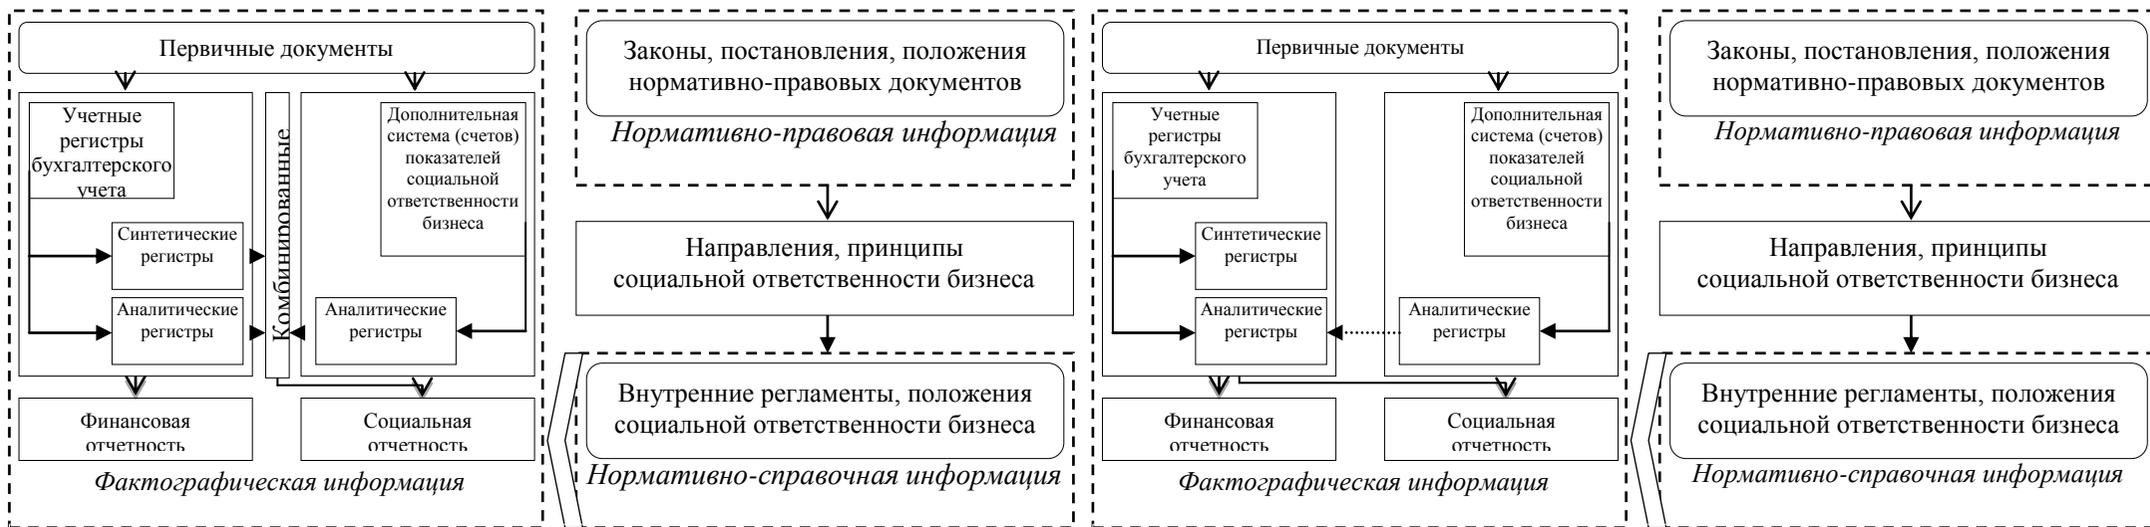 Первичные документы
Учетные
регистры
бухгалтерского
учета
Синтетические
регистры
Аналитические
регистры
Комбинированные
Дополнительная
система (счетов)
показателей
социальной
ответственности
бизнеса
Аналитические
регистры
Финансовая
отчетность
Социальная
отчетность
Фактографическая информация
Законы, постановления, положения
нормативно-правовых документов
Нормативно-правовая информация
Направления, принципы
социальной ответственности бизнеса
Внутренние регламенты, положения
социальной ответственности бизнеса
Нормативно-справочная информация
Первичные документы
Учетные
регистры
бухгалтерского
учета
Синтетические
регистры
Аналитические
регистры
Дополнительная
система (счетов)
показателей
социальной
ответственности
бизнеса
Аналитические
регистры
Финансовая
отчетность
Социальная
отчетность
Фактографическая информация
Законы, постановления, положения
нормативно-правовых документов
Нормативно-правовая информация
Направления, принципы
социальной ответственности бизнеса
Внутренние регламенты, положения
социальной ответственности бизнеса
Нормативно-справочная информация